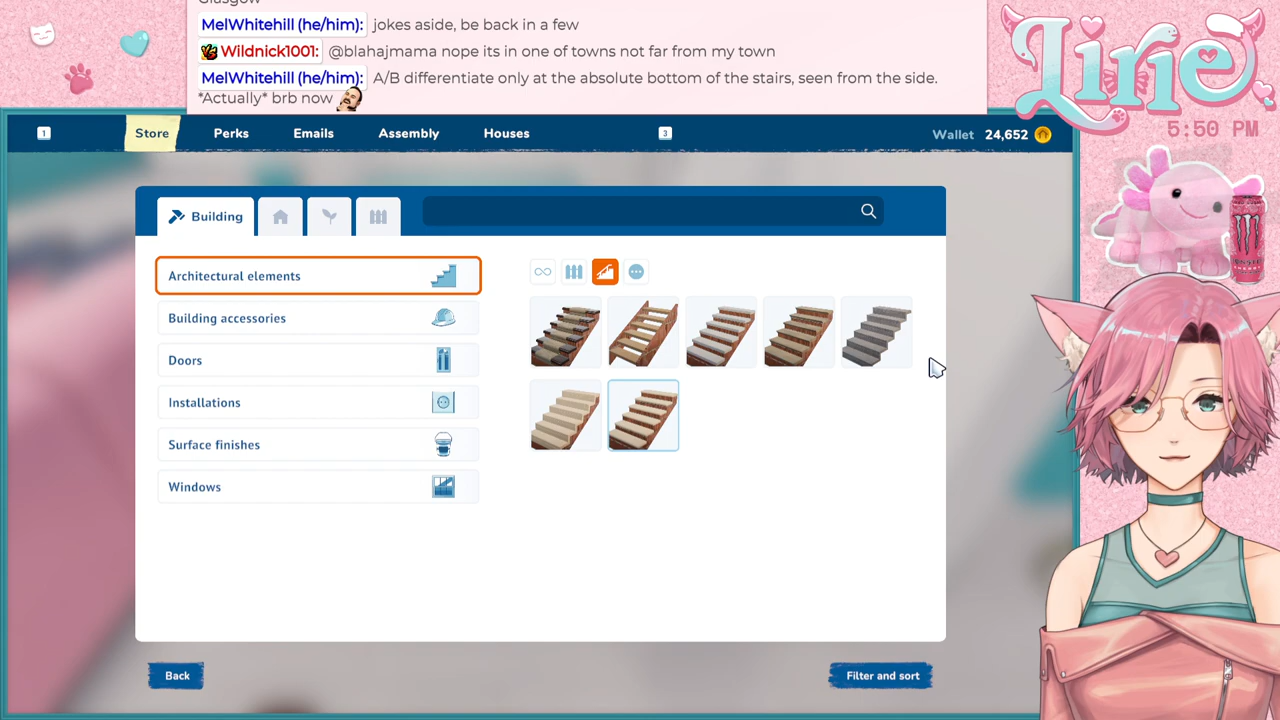 Glasgow
MelWhitehill (he/him): jokes aside, be back in a few
Wildnick1001: @blahajmama nope its in one of towns not far from my town
MelWhitehill (he/him): A/B differentiate only at the absolute bottom of the stairs, seen from the side.
*Actually* brb now
Lirie
5:50 PM
1 Store Perks Emails Assembly Houses 3 Wallet 24,652
Building
Architectural elements
Building accessories
Doors
Installations
Surface finishes
Windows
Back
Filter and sort